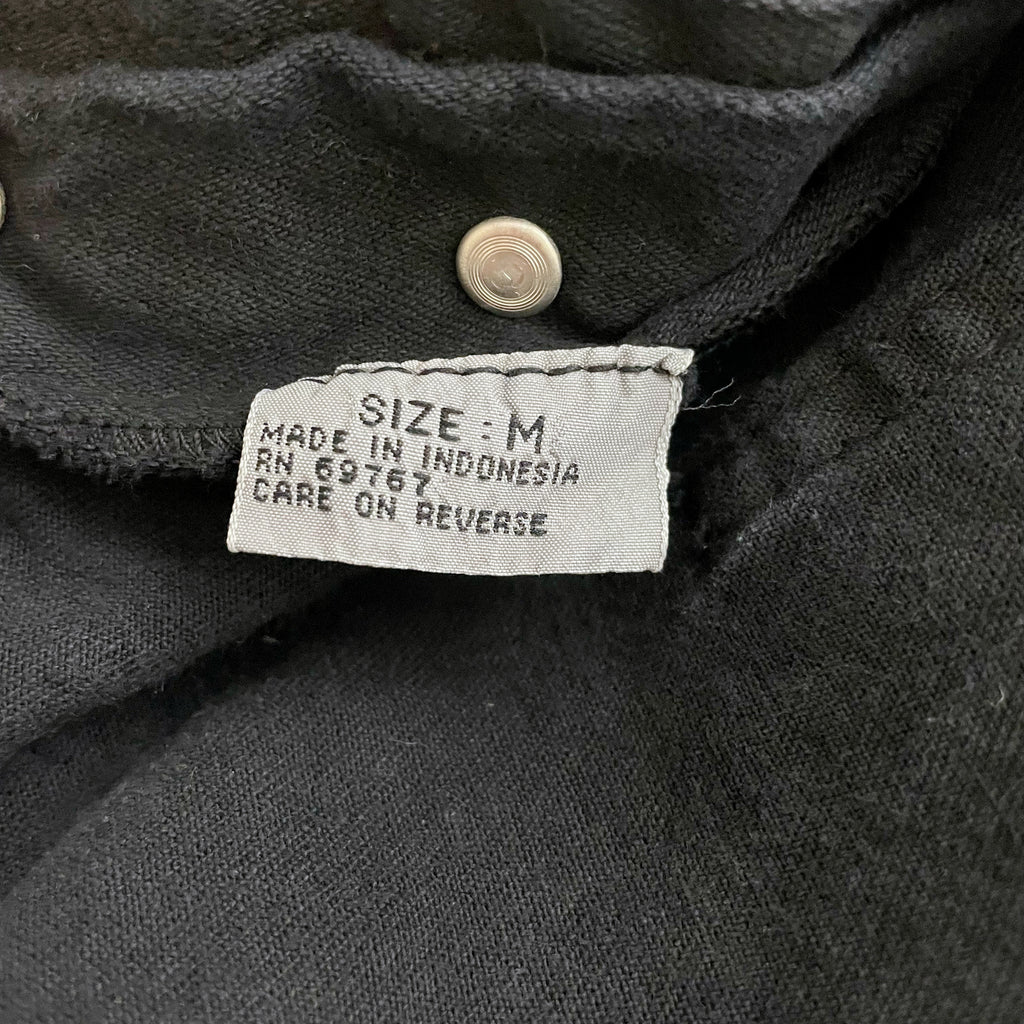 SIZE : M
MADE IN INDONESIA
RN 69767
CARE ON REVERSE